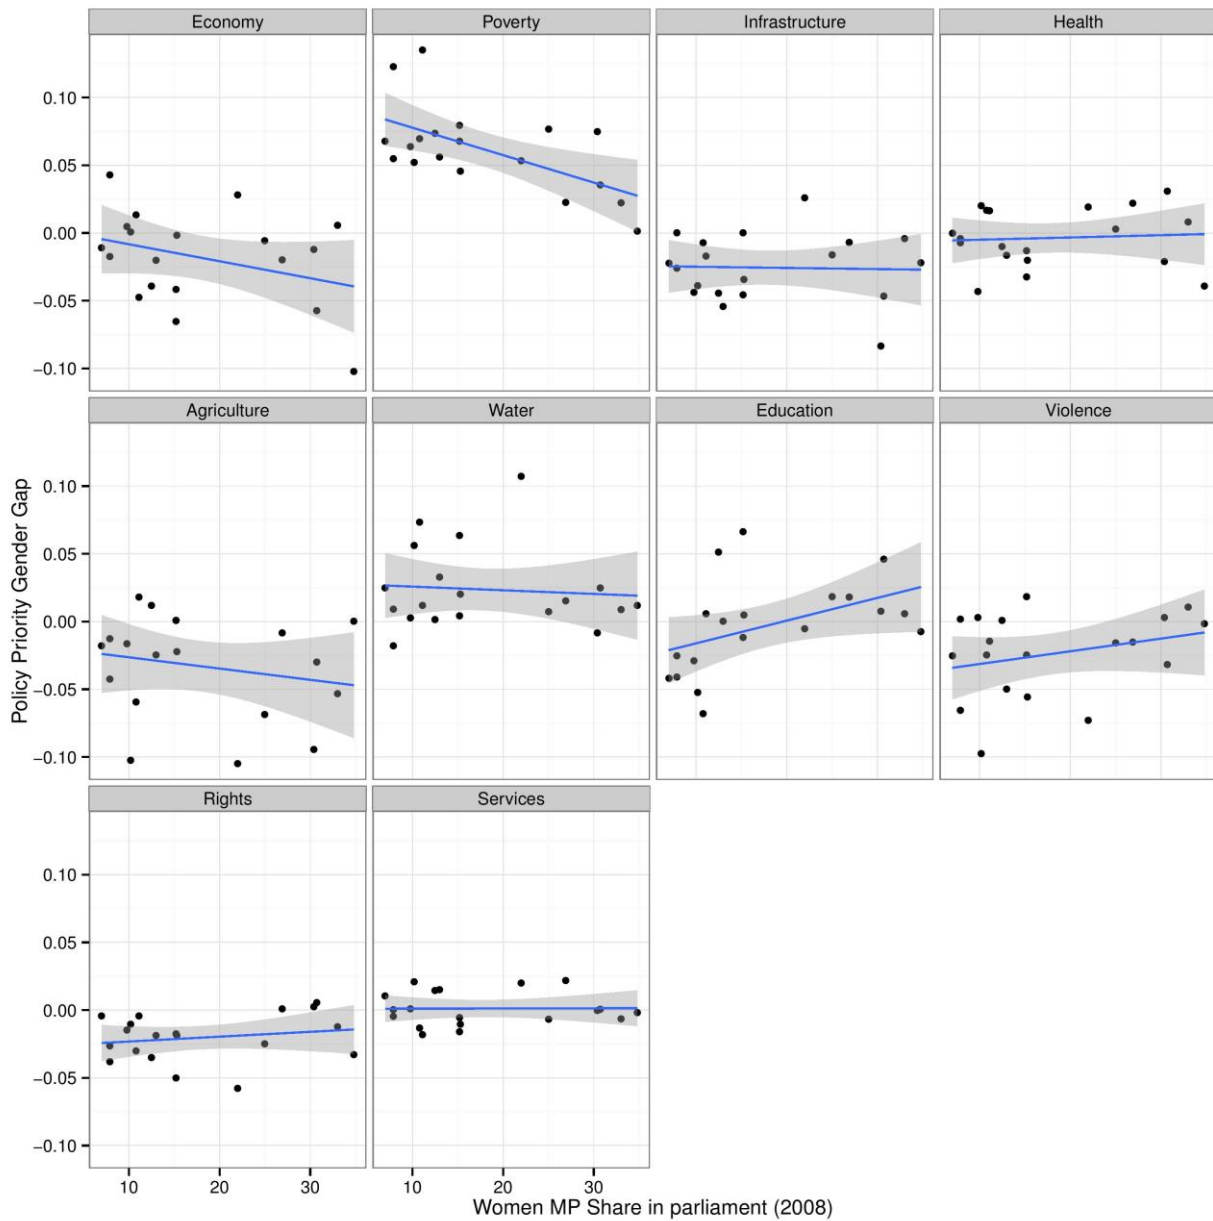 Economy Poverty Infrastructure Health
0.10
0.05
0.00
−0.05
−0.10
Agriculture Water Education Violence
0.10
0.05
0.00
−0.05
−0.10
Policy Priority Gender Gap
Rights Services
0.10
0.05
0.00
−0.05
−0.10
10 20 30 10 20 30
Women MP Share in parliament (2008)